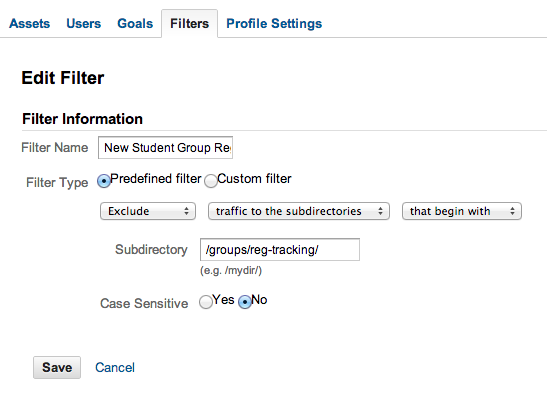 Assets Users Goals Filters Profile Settings
Edit Filter
Filter Information
Filter Name New Student Group Re
Filter Type Predefined filter Custom filter
Exclude traffic to the subdirectories that begin with
Subdirectory /groups/reg-tracking/
(e.g. /mydir/)
Case Sensitive Yes No
Save Cancel